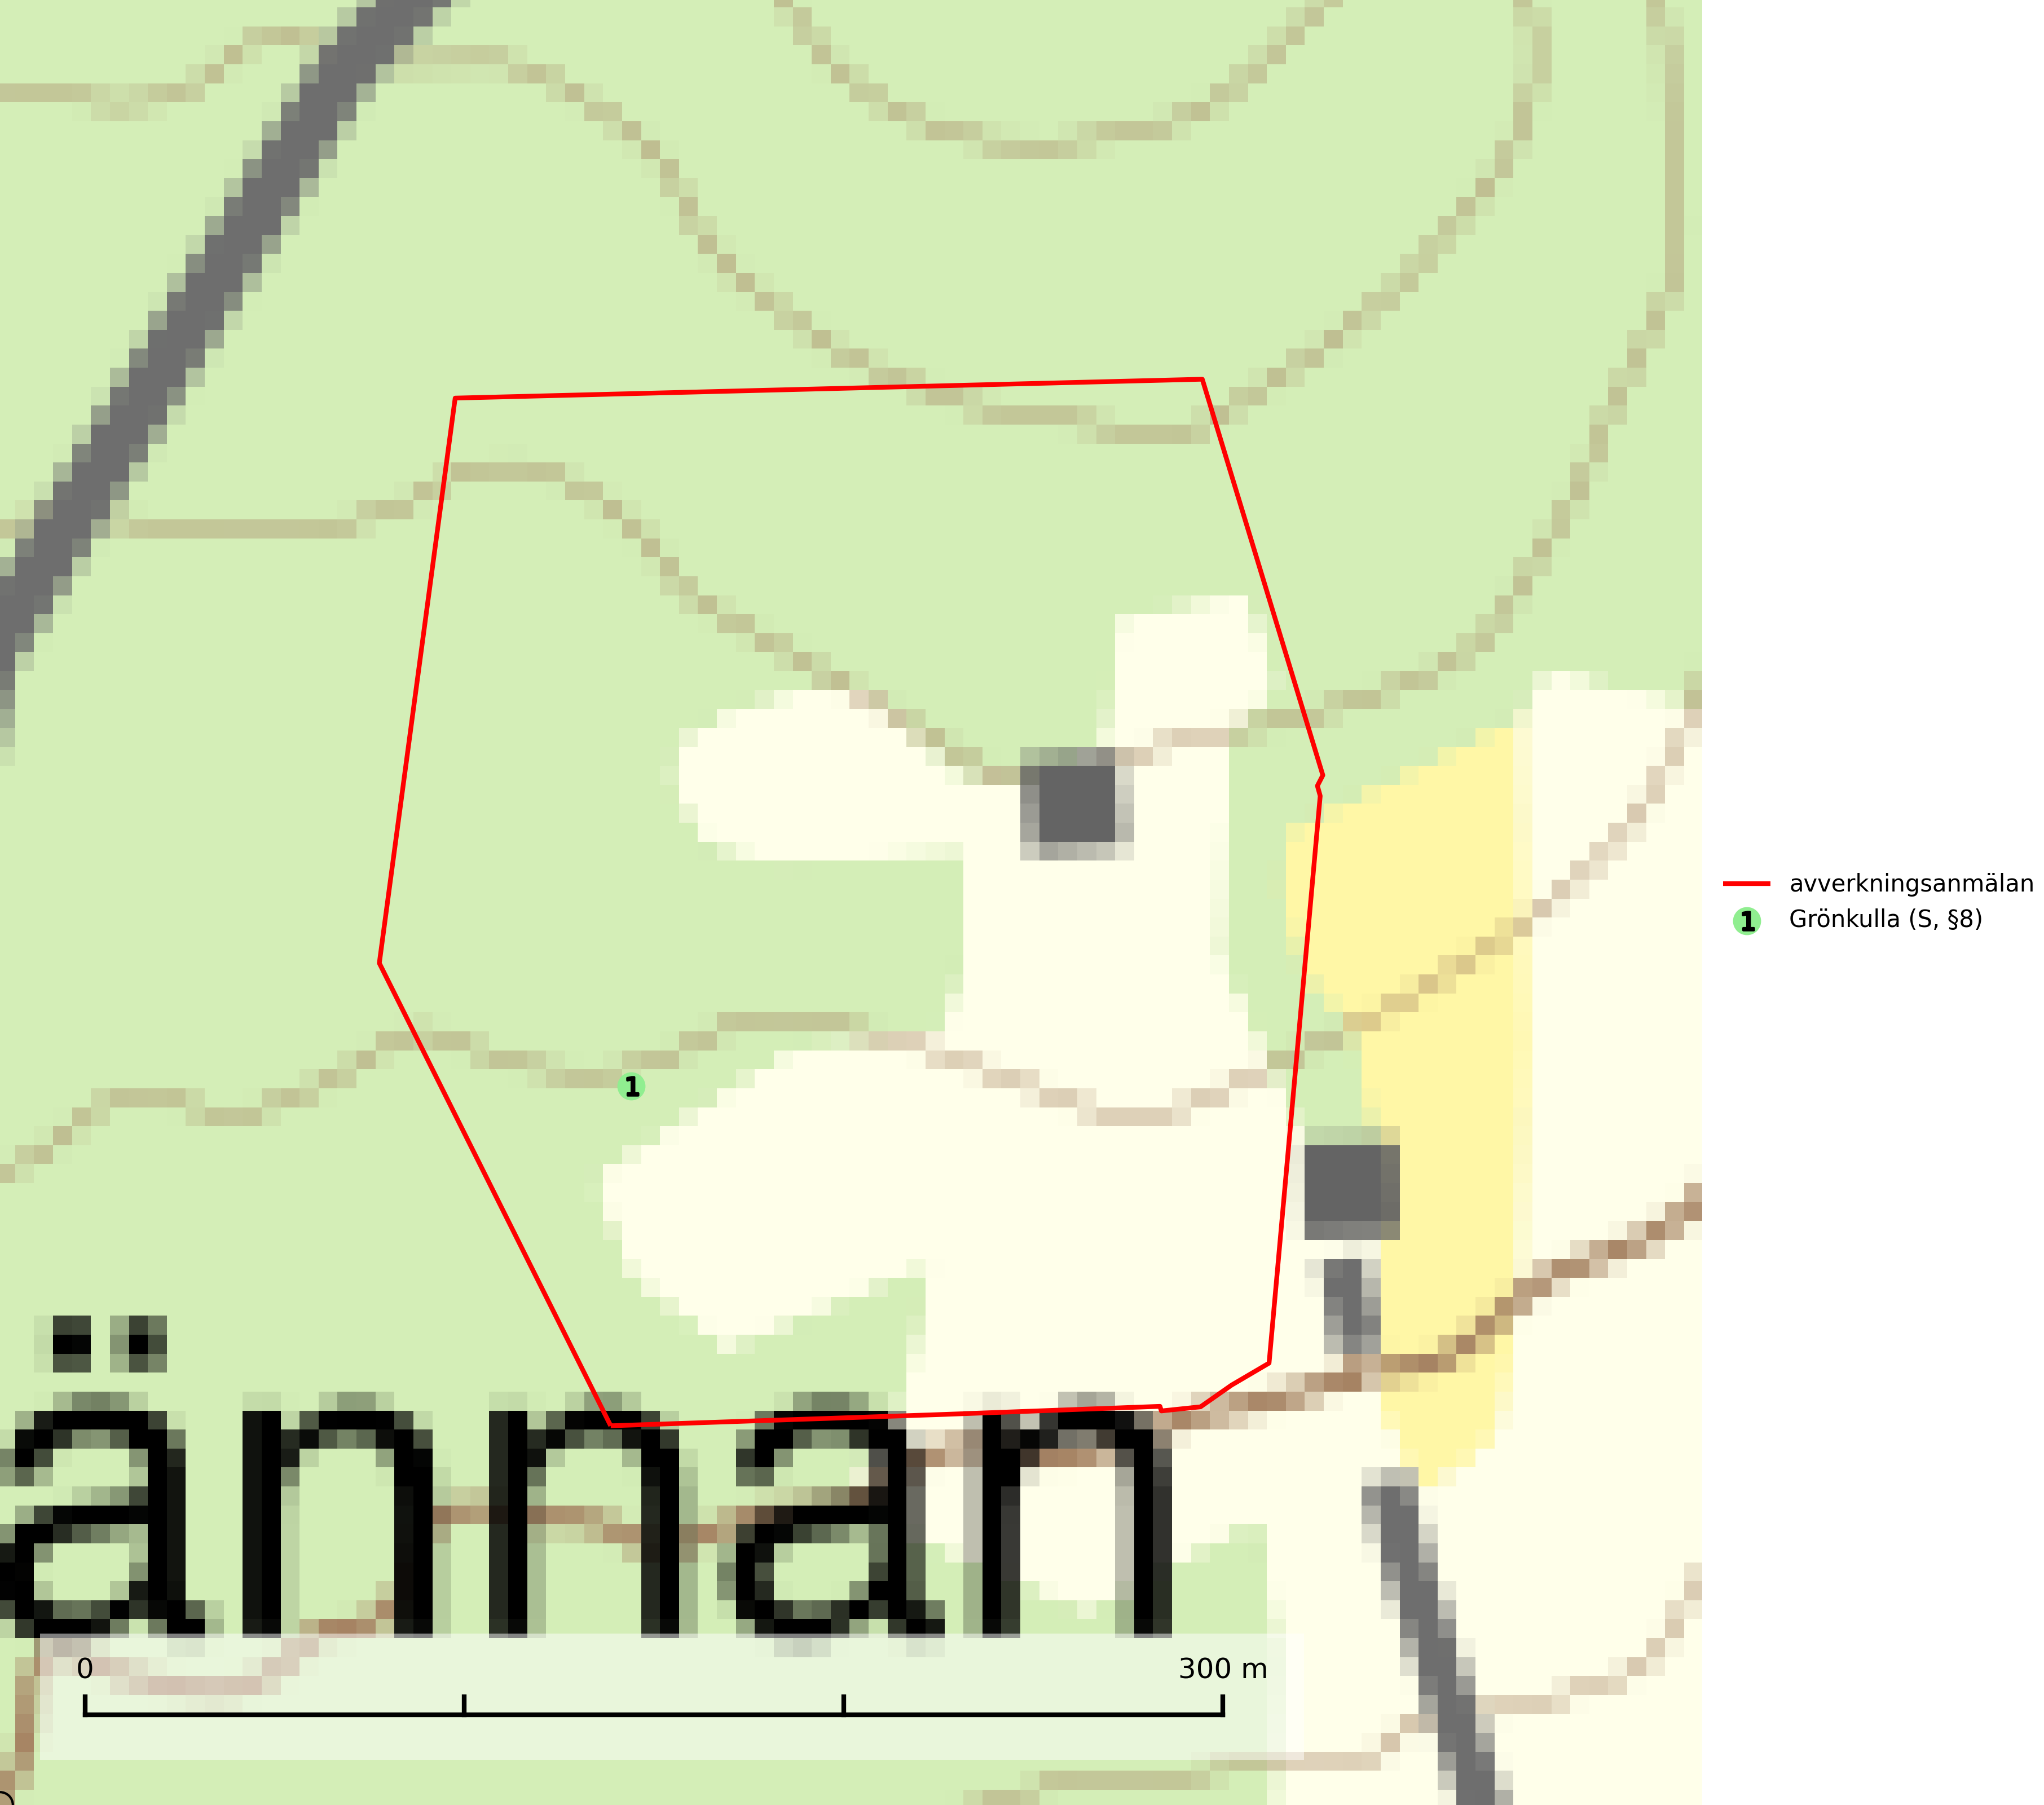 avverkningsanmälan
1 Grönkulla (S, §8)
1
ännan
0 300 m